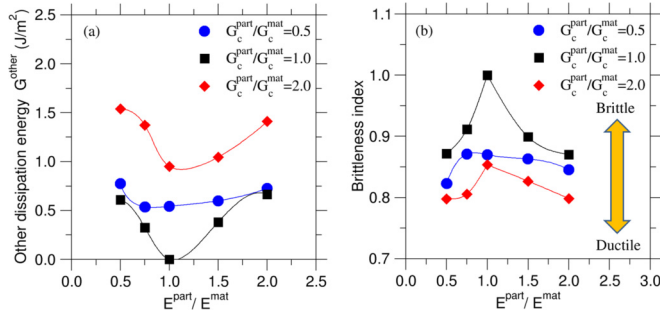 (a)
G_c^part/G_c^mat=0.5
G_c^part/G_c^mat=1.0
G_c^part/G_c^mat=2.0
Other dissipation energy G^other (J/m²)
2.5
2.0
1.5
1.0
0.5
0.0
0.0 0.5 1.0 1.5 2.0 2.5
E^part/ E^mat
(b)
G_c^part/G_c^mat=0.5
G_c^part/G_c^mat=1.0
G_c^part/G_c^mat=2.0
Brittleness index
1.0
0.9
0.8
0.7
Brittle
Ductile
0.0 0.5 1.0 1.5 2.0 2.5 3.0
E^part/ E^mat